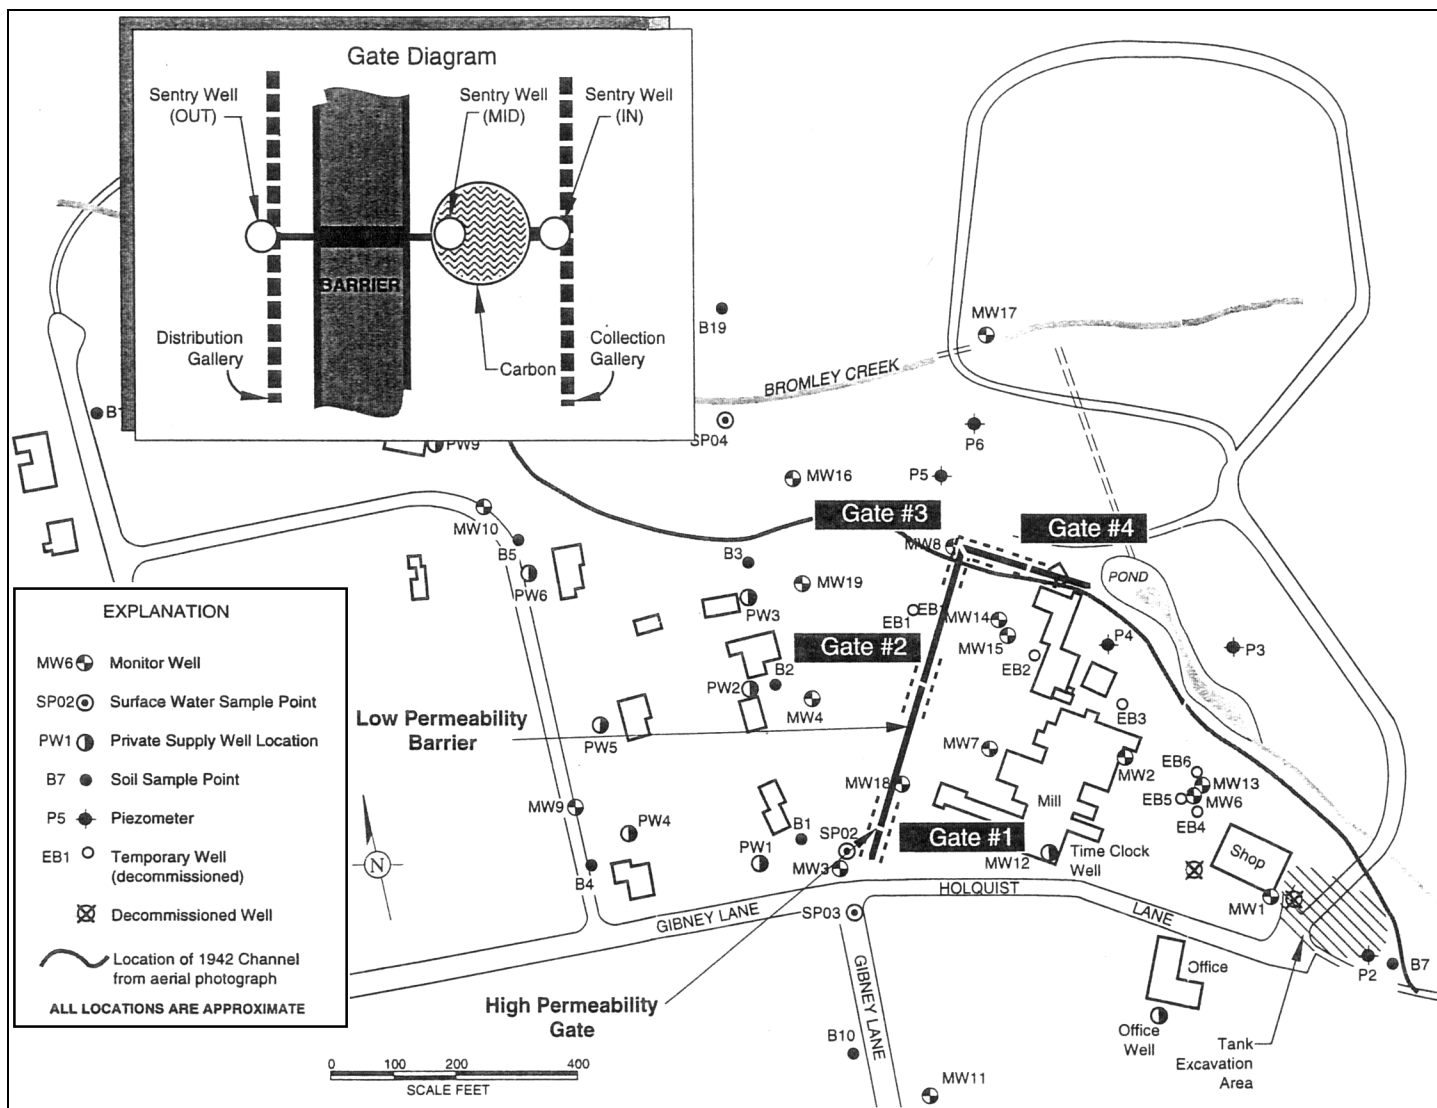 Gate Diagram
Sentry Well
(OUT)
Sentry Well
(MID)
Sentry Well
(IN)
BARRIER
Distribution
Gallery
Carbon
Collection
Gallery
B19
MW17
BROMLEY CREEK
SP04
P6
PW9
P5
MW16
Gate #3
Gate #4
MW10
MW8
B5
B3
POND
PW6
MW19
PW3
EB1
EB1
MW14
MW15
EB2
P4
P3
Gate #2
B2
PW2
MW4
EB3
Low Permeability
Barrier
PW5
MW7
MW2
EB6
MW13
MW18
EB5
MW6
EB4
Mill
MW9
PW4
B1
SP02
Gate #1
PW1
MW3
MW12
Time Clock
Well
Shop
B4
HOLQUIST
LANE
MW1
GIBNEY LANE
SP03
GIBNEY LANE
P2
B7
Office
High Permeability
Gate
Office
Well
Tank
Excavation
Area
B10
MW11
N
0 100 200 400
SCALE FEET
EXPLANATION
MW6 Monitor Well
SP02 Surface Water Sample Point
PW1 Private Supply Well Location
B7 Soil Sample Point
P5 Piezometer
EB1 Temporary Well
(decommissioned)
Decommissioned Well
Location of 1942 Channel
from aerial photograph
ALL LOCATIONS ARE APPROXIMATE